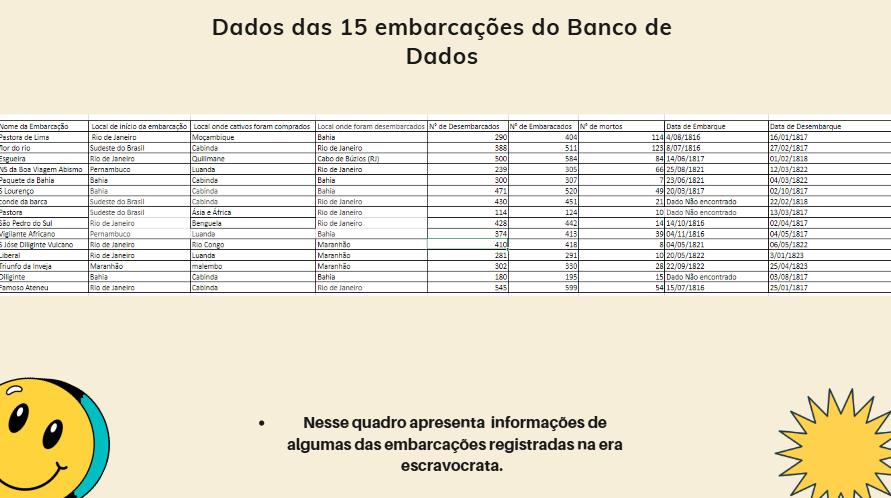 Dados das 15 embarcações do Banco de
Dados
Nome da Embarcação Local de início da embarcação Local onde cativos foram comprados Local onde foram desembarcados N° de Desembarcados N° de Embaracados N° de mortos Data de Embarque Data de Desembarque
Pastora de Lima Rio de Janeiro Moçambique Bahia 290 404 114 4/08/1816 16/01/1817
flor do rio Sudeste do Brasil Cabinda Rio de Janeiro 388 511 123 8/07/1816 27/02/1817
Esgueira Rio de Janeiro Quilimane Cabo de Búzios (RJ) 500 584 84 14/06/1817 01/02/1818
NS da Boa Viagem Abismo Pernambuco Luanda Rio de Janeiro 239 305 66 25/08/1821 12/03/1822
Paquete da Bahia Bahia Cabinda Bahia 300 307 7 23/06/1821 04/03/1822
S Lourenço Bahia Cabinda Bahia 471 520 49 20/03/1817 02/10/1817
conde da barca Sudeste do Brasil Cabinda Rio de Janeiro 430 451 21 Dado Não encontrado 22/02/1818
Pastora Sudeste do Brasil Ásia e África Rio de Janeiro 114 124 10 Dado Não encontrado 13/03/1817
São Pedro do Sul Rio de Janeiro Benguela Rio de Janeiro 428 442 14 14/10/1816 02/04/1817
Vigilante Africano Pernambuco Luanda Bahia 374 413 39 04/11/1816 04/05/1817
S Jóse Diliginte Vulcano Rio de Janeiro Rio Congo Maranhão 410 418 8 04/05/1821 06/05/1822
Liberal Rio de Janeiro Luanda Maranhão 281 291 10 20/05/1822 3/01/1823
Triunfo da Inveja Maranhão malembo Maranhão 302 330 28 22/09/1822 25/04/1823
Diliginte Bahia Cabinda Bahia 180 195 15 Dado Não encontrado 03/08/1817
Famoso Ateneu Rio de Janeiro Cabinda Rio de Janeiro 545 599 54 15/07/1816 25/01/1817
• Nesse quadro apresenta informações de
algumas das embarcações registradas na era
escravocrata.